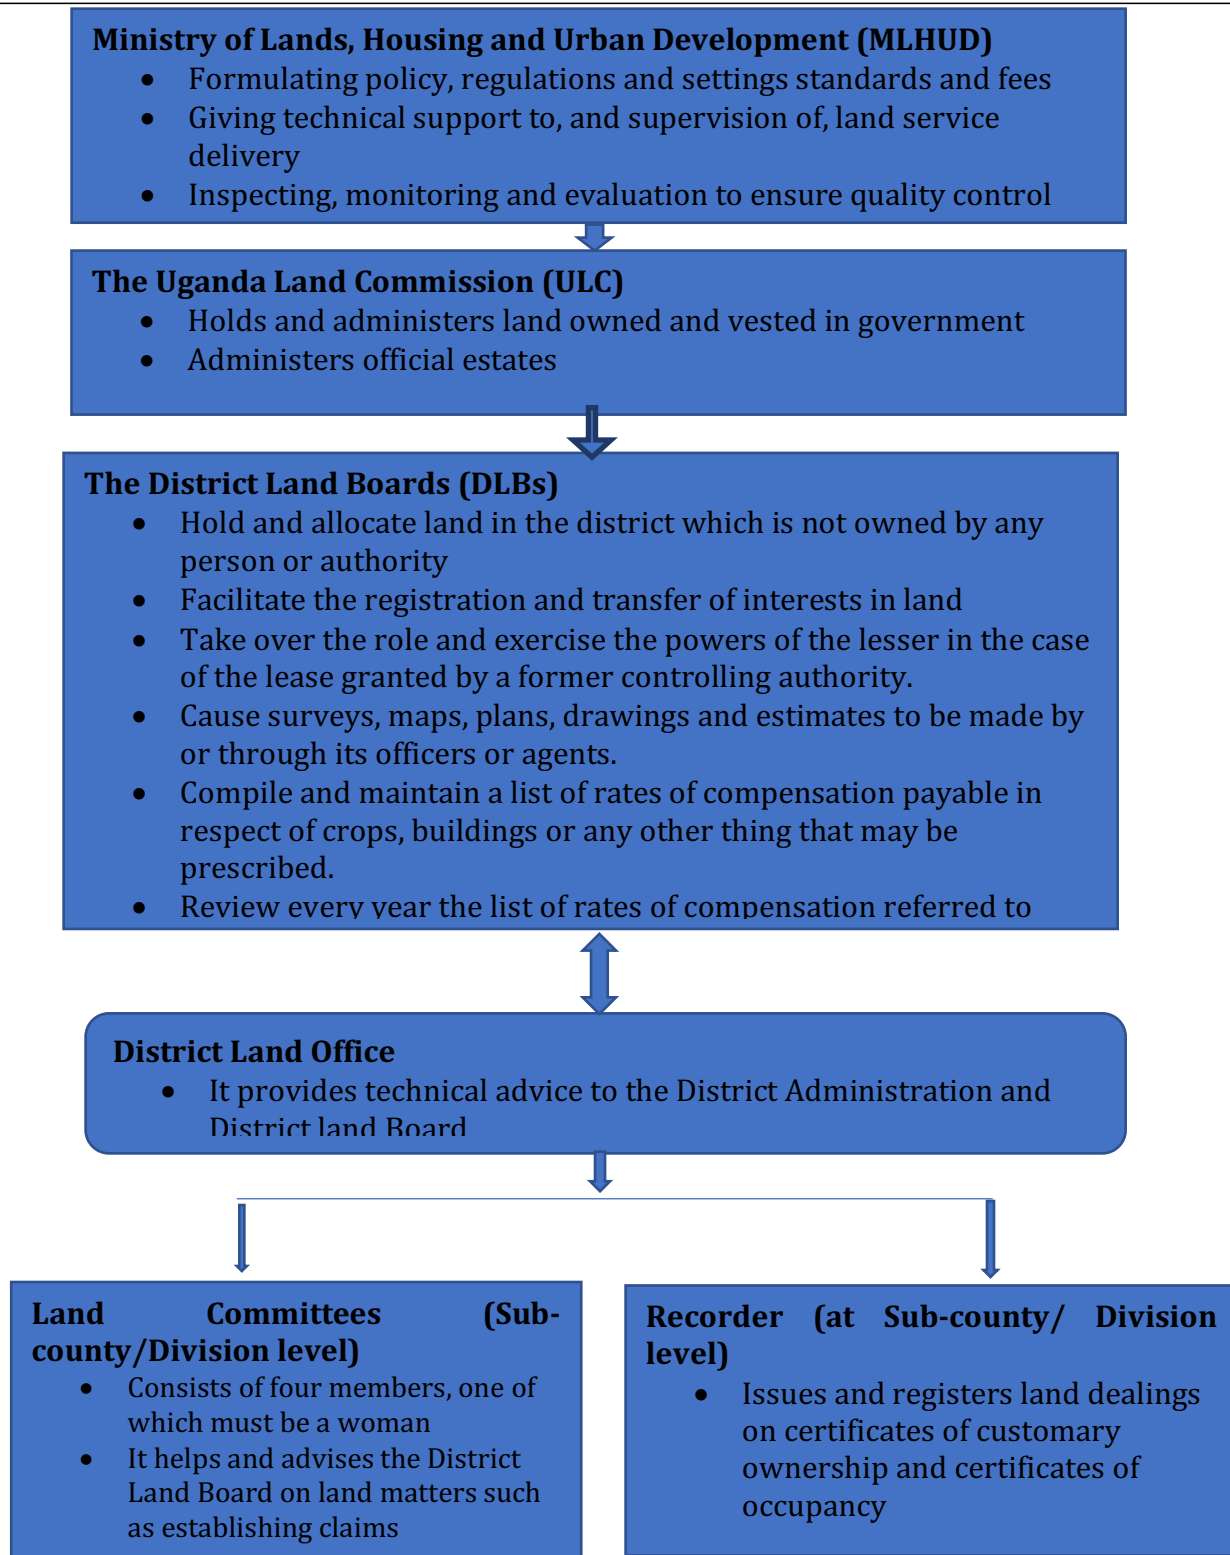 Ministry of Lands, Housing and Urban Development (MLHUD)
• Formulating policy, regulations and settings standards and fees
• Giving technical support to, and supervision of, land service
delivery
• Inspecting, monitoring and evaluation to ensure quality control
The Uganda Land Commission (ULC)
• Holds and administers land owned and vested in government
• Administers official estates
The District Land Boards (DLBs)
• Hold and allocate land in the district which is not owned by any
person or authority
• Facilitate the registration and transfer of interests in land
• Take over the role and exercise the powers of the lesser in the case
of the lease granted by a former controlling authority.
• Cause surveys, maps, plans, drawings and estimates to be made by
or through its officers or agents.
• Compile and maintain a list of rates of compensation payable in
respect of crops, buildings or any other thing that may be
prescribed.
• Review every year the list of rates of compensation referred to
District Land Office
• It provides technical advice to the District Administration and
District land Board
Land Committees (Sub-
county/Division level)
• Consists of four members, one of
which must be a woman
• It helps and advises the District
Land Board on land matters such
as establishing claims
Recorder (at Sub-county/ Division
level)
• Issues and registers land dealings
on certificates of customary
ownership and certificates of
occupancy